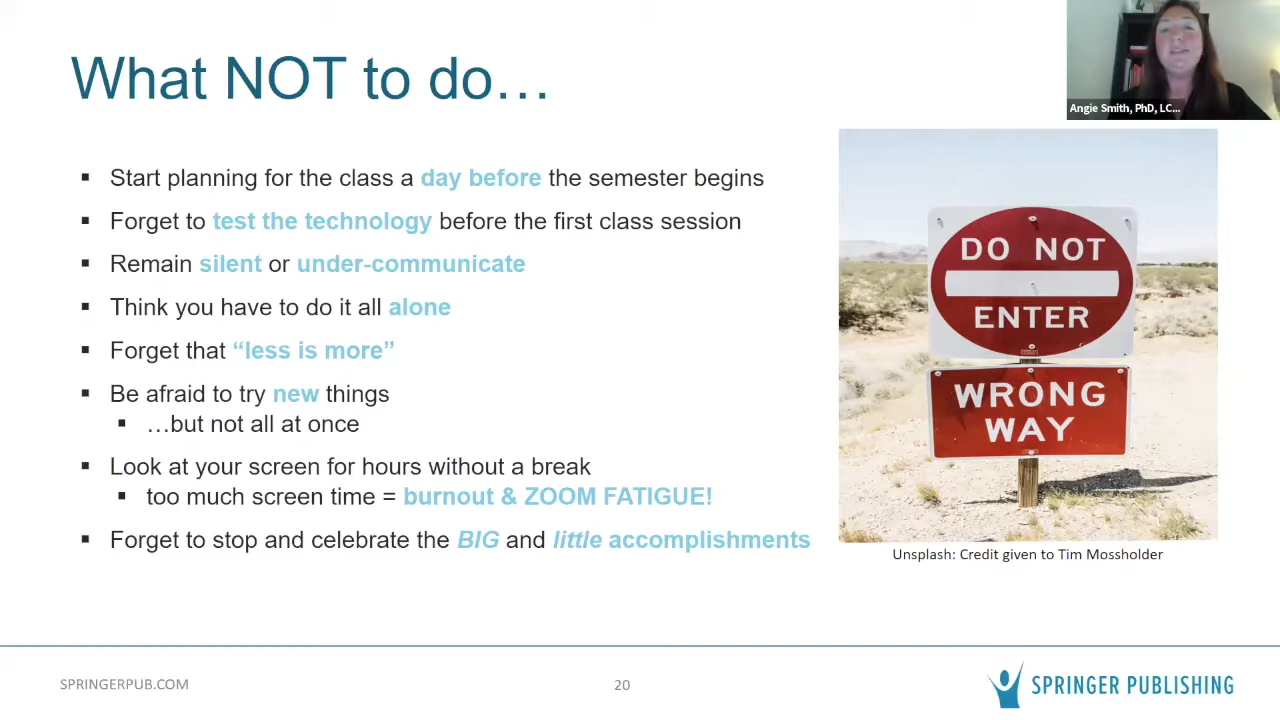 What NOT to do…
Angie Smith, PhD, LC...
▪ Start planning for the class a day before the semester begins
▪ Forget to test the technology before the first class session
▪ Remain silent or under-communicate
▪ Think you have to do it all alone
▪ Forget that “less is more”
▪ Be afraid to try new things
▪ …but not all at once
▪ Look at your screen for hours without a break
▪ too much screen time = burnout & ZOOM FATIGUE!
▪ Forget to stop and celebrate the BIG and little accomplishments
DO NOT
ENTER
WRONG
WAY
Unsplash: Credit given to Tim Mossholder
SPRINGERPUB.COM
20
SPRINGER PUBLISHING